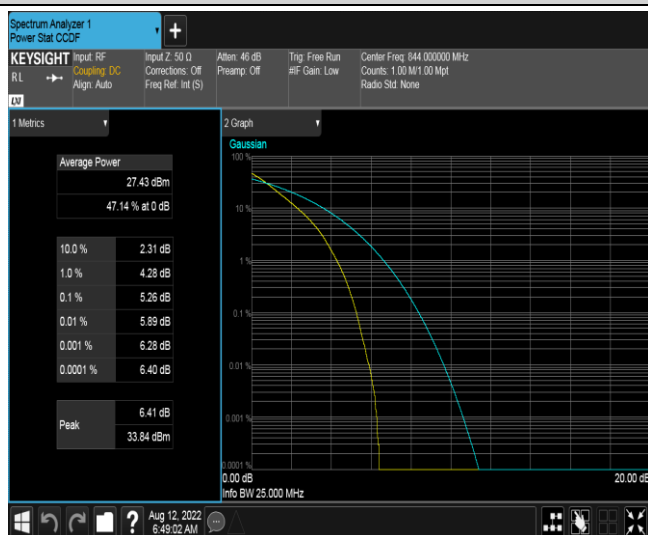 Spectrum Analyzer 1
Power Stat CCDF
+
KEYSIGHT
RL
LXI
Input: RF
Coupling: DC
Align: Auto
Input Z: 50 Ω
Corrections: Off
Freq Ref: Int (S)
Atten: 46 dB
Preamp: Off
Trig: Free Run
#IF Gain: Low
Center Freq: 844.000000 MHz
Counts: 1.00 M/1.00 Mpt
Radio Std: None
1 Metrics
Average Power
27.43 dBm
47.14 % at 0 dB
10.0 % 2.31 dB
1.0 % 4.28 dB
0.1 % 5.26 dB
0.01 % 5.89 dB
0.001 % 6.28 dB
0.0001 % 6.40 dB
Peak
6.41 dB
33.84 dBm
2 Graph
Gaussian
100 %
10 %
1 %
0.1 %
0.01 %
0.001 %
0.0001 %
0.00 dB
20.00 dB
Info BW 25.000 MHz
?
Aug 12, 2022
6:49:02 AM